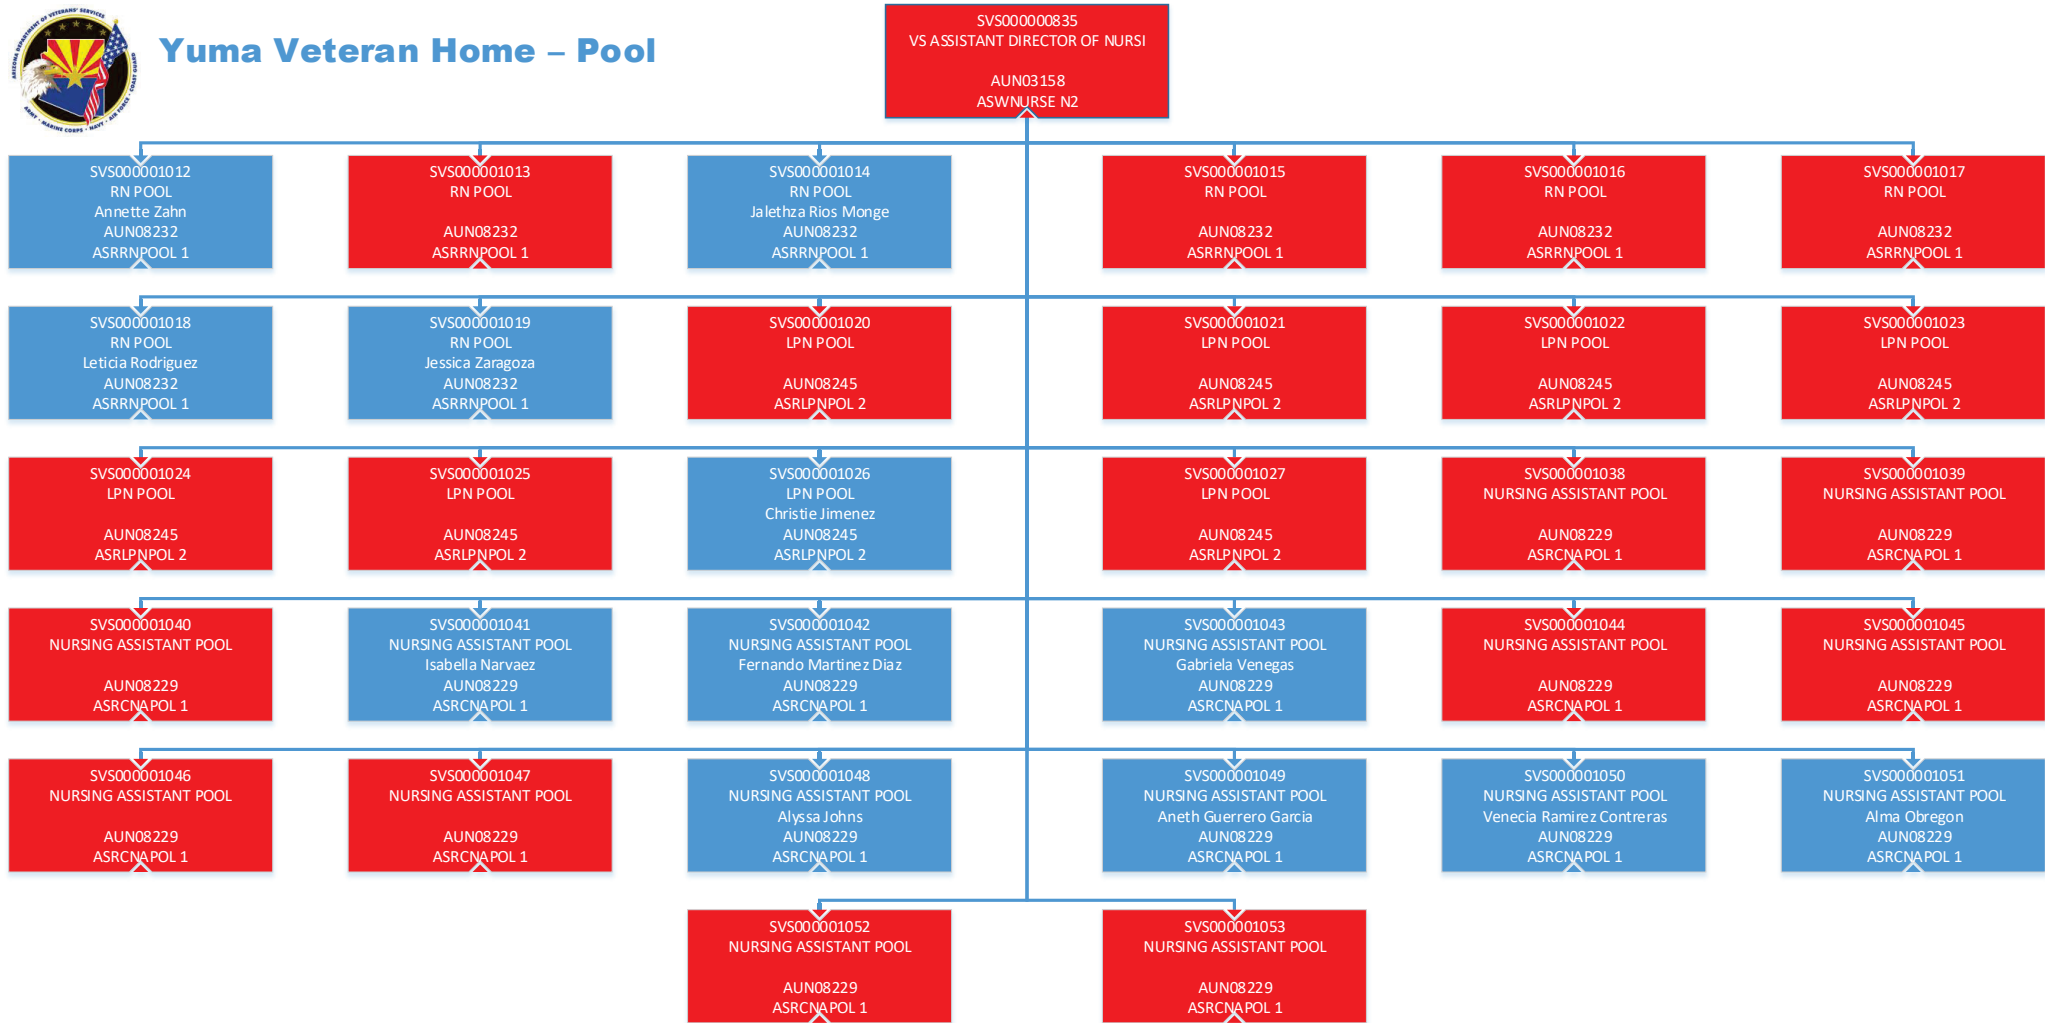 ARIZONA DEPARTMENT OF VETERANS' SERVICES
ARMY • MARINE CORPS • NAVY • AIR FORCE • COAST GUARD
Yuma Veteran Home – Pool
SVS000000835
VS ASSISTANT DIRECTOR OF NURSI
AUN03158
ASWNURSE N2
SVS000001012
RN POOL
Annette Zahn
AUN08232
ASRRNPOOL 1
SVS000001013
RN POOL
AUN08232
ASRRNPOOL 1
SVS000001014
RN POOL
Jalethza Rios Monge
AUN08232
ASRRNPOOL 1
SVS000001015
RN POOL
AUN08232
ASRRNPOOL 1
SVS000001016
RN POOL
AUN08232
ASRRNPOOL 1
SVS000001017
RN POOL
AUN08232
ASRRNPOOL 1
SVS000001018
RN POOL
Leticia Rodriguez
AUN08232
ASRRNPOOL 1
SVS000001019
RN POOL
Jessica Zaragoza
AUN08232
ASRRNPOOL 1
SVS000001020
LPN POOL
AUN08245
ASRLPNPOL 2
SVS000001021
LPN POOL
AUN08245
ASRLPNPOL 2
SVS000001022
LPN POOL
AUN08245
ASRLPNPOL 2
SVS000001023
LPN POOL
AUN08245
ASRLPNPOL 2
SVS000001024
LPN POOL
AUN08245
ASRLPNPOL 2
SVS000001025
LPN POOL
AUN08245
ASRLPNPOL 2
SVS000001026
LPN POOL
Christie Jimenez
AUN08245
ASRLPNPOL 2
SVS000001027
LPN POOL
AUN08245
ASRLPNPOL 2
SVS000001038
NURSING ASSISTANT POOL
AUN08229
ASRCNAPOL 1
SVS000001039
NURSING ASSISTANT POOL
AUN08229
ASRCNAPOL 1
SVS000001040
NURSING ASSISTANT POOL
AUN08229
ASRCNAPOL 1
SVS000001041
NURSING ASSISTANT POOL
Isabella Narvaez
AUN08229
ASRCNAPOL 1
SVS000001042
NURSING ASSISTANT POOL
Fernando Martinez Diaz
AUN08229
ASRCNAPOL 1
SVS000001043
NURSING ASSISTANT POOL
Gabriela Venegas
AUN08229
ASRCNAPOL 1
SVS000001044
NURSING ASSISTANT POOL
AUN08229
ASRCNAPOL 1
SVS000001045
NURSING ASSISTANT POOL
AUN08229
ASRCNAPOL 1
SVS000001046
NURSING ASSISTANT POOL
AUN08229
ASRCNAPOL 1
SVS000001047
NURSING ASSISTANT POOL
AUN08229
ASRCNAPOL 1
SVS000001048
NURSING ASSISTANT POOL
Alyssa Johns
AUN08229
ASRCNAPOL 1
SVS000001049
NURSING ASSISTANT POOL
Aneth Guerrero Garcia
AUN08229
ASRCNAPOL 1
SVS000001050
NURSING ASSISTANT POOL
Venecia Ramirez Contreras
AUN08229
ASRCNAPOL 1
SVS000001051
NURSING ASSISTANT POOL
Alma Obregon
AUN08229
ASRCNAPOL 1
SVS000001052
NURSING ASSISTANT POOL
AUN08229
ASRCNAPOL 1
SVS000001053
NURSING ASSISTANT POOL
AUN08229
ASRCNAPOL 1